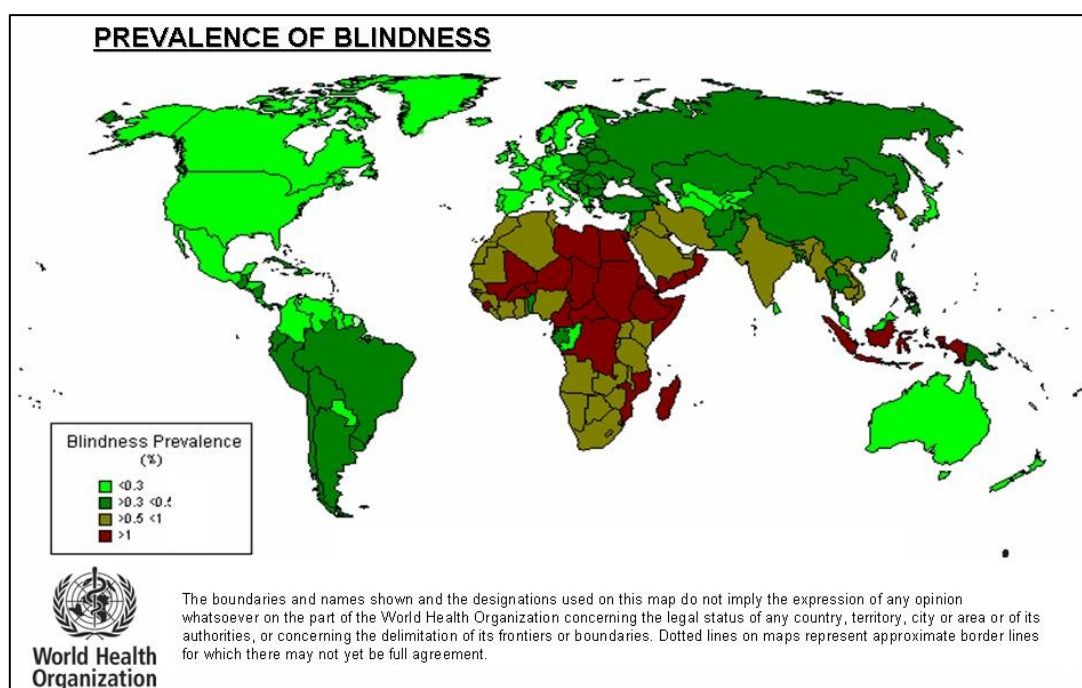 PREVALENCE OF BLINDNESS
Blindness Prevalence
(%)
<0.3
>0.3 <0.5
>0.5 <1
>1
The boundaries and names shown and the designations used on this map do not imply the expression of any opinion
whatsoever on the part of the World Health Organization concerning the legal status of any country, territory, city or area or of its
authorities, or concerning the delimitation of its frontiers or boundaries. Dotted lines on maps represent approximate border lines
for which there may not yet be full agreement.
World Health
Organization